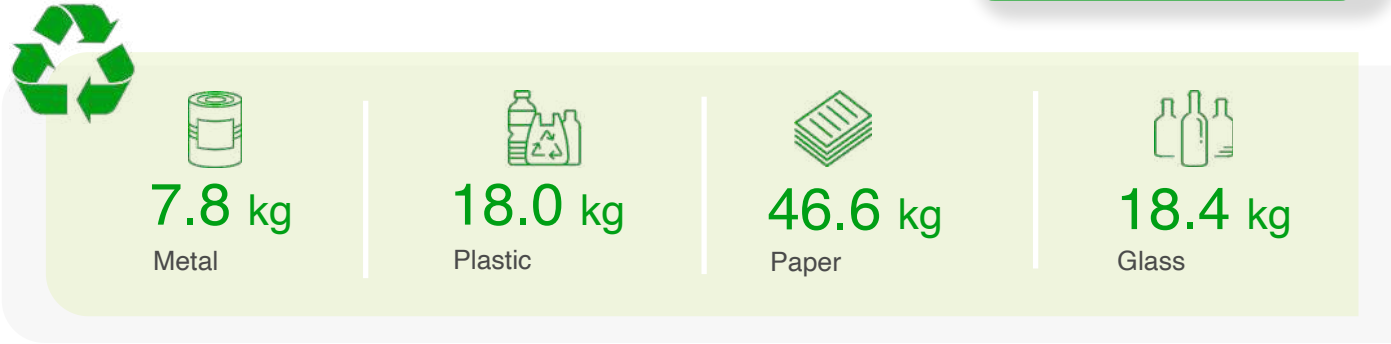 7.8 kg
Metal
18.0 kg
Plastic
46.6 kg
Paper
18.4 kg
Glass